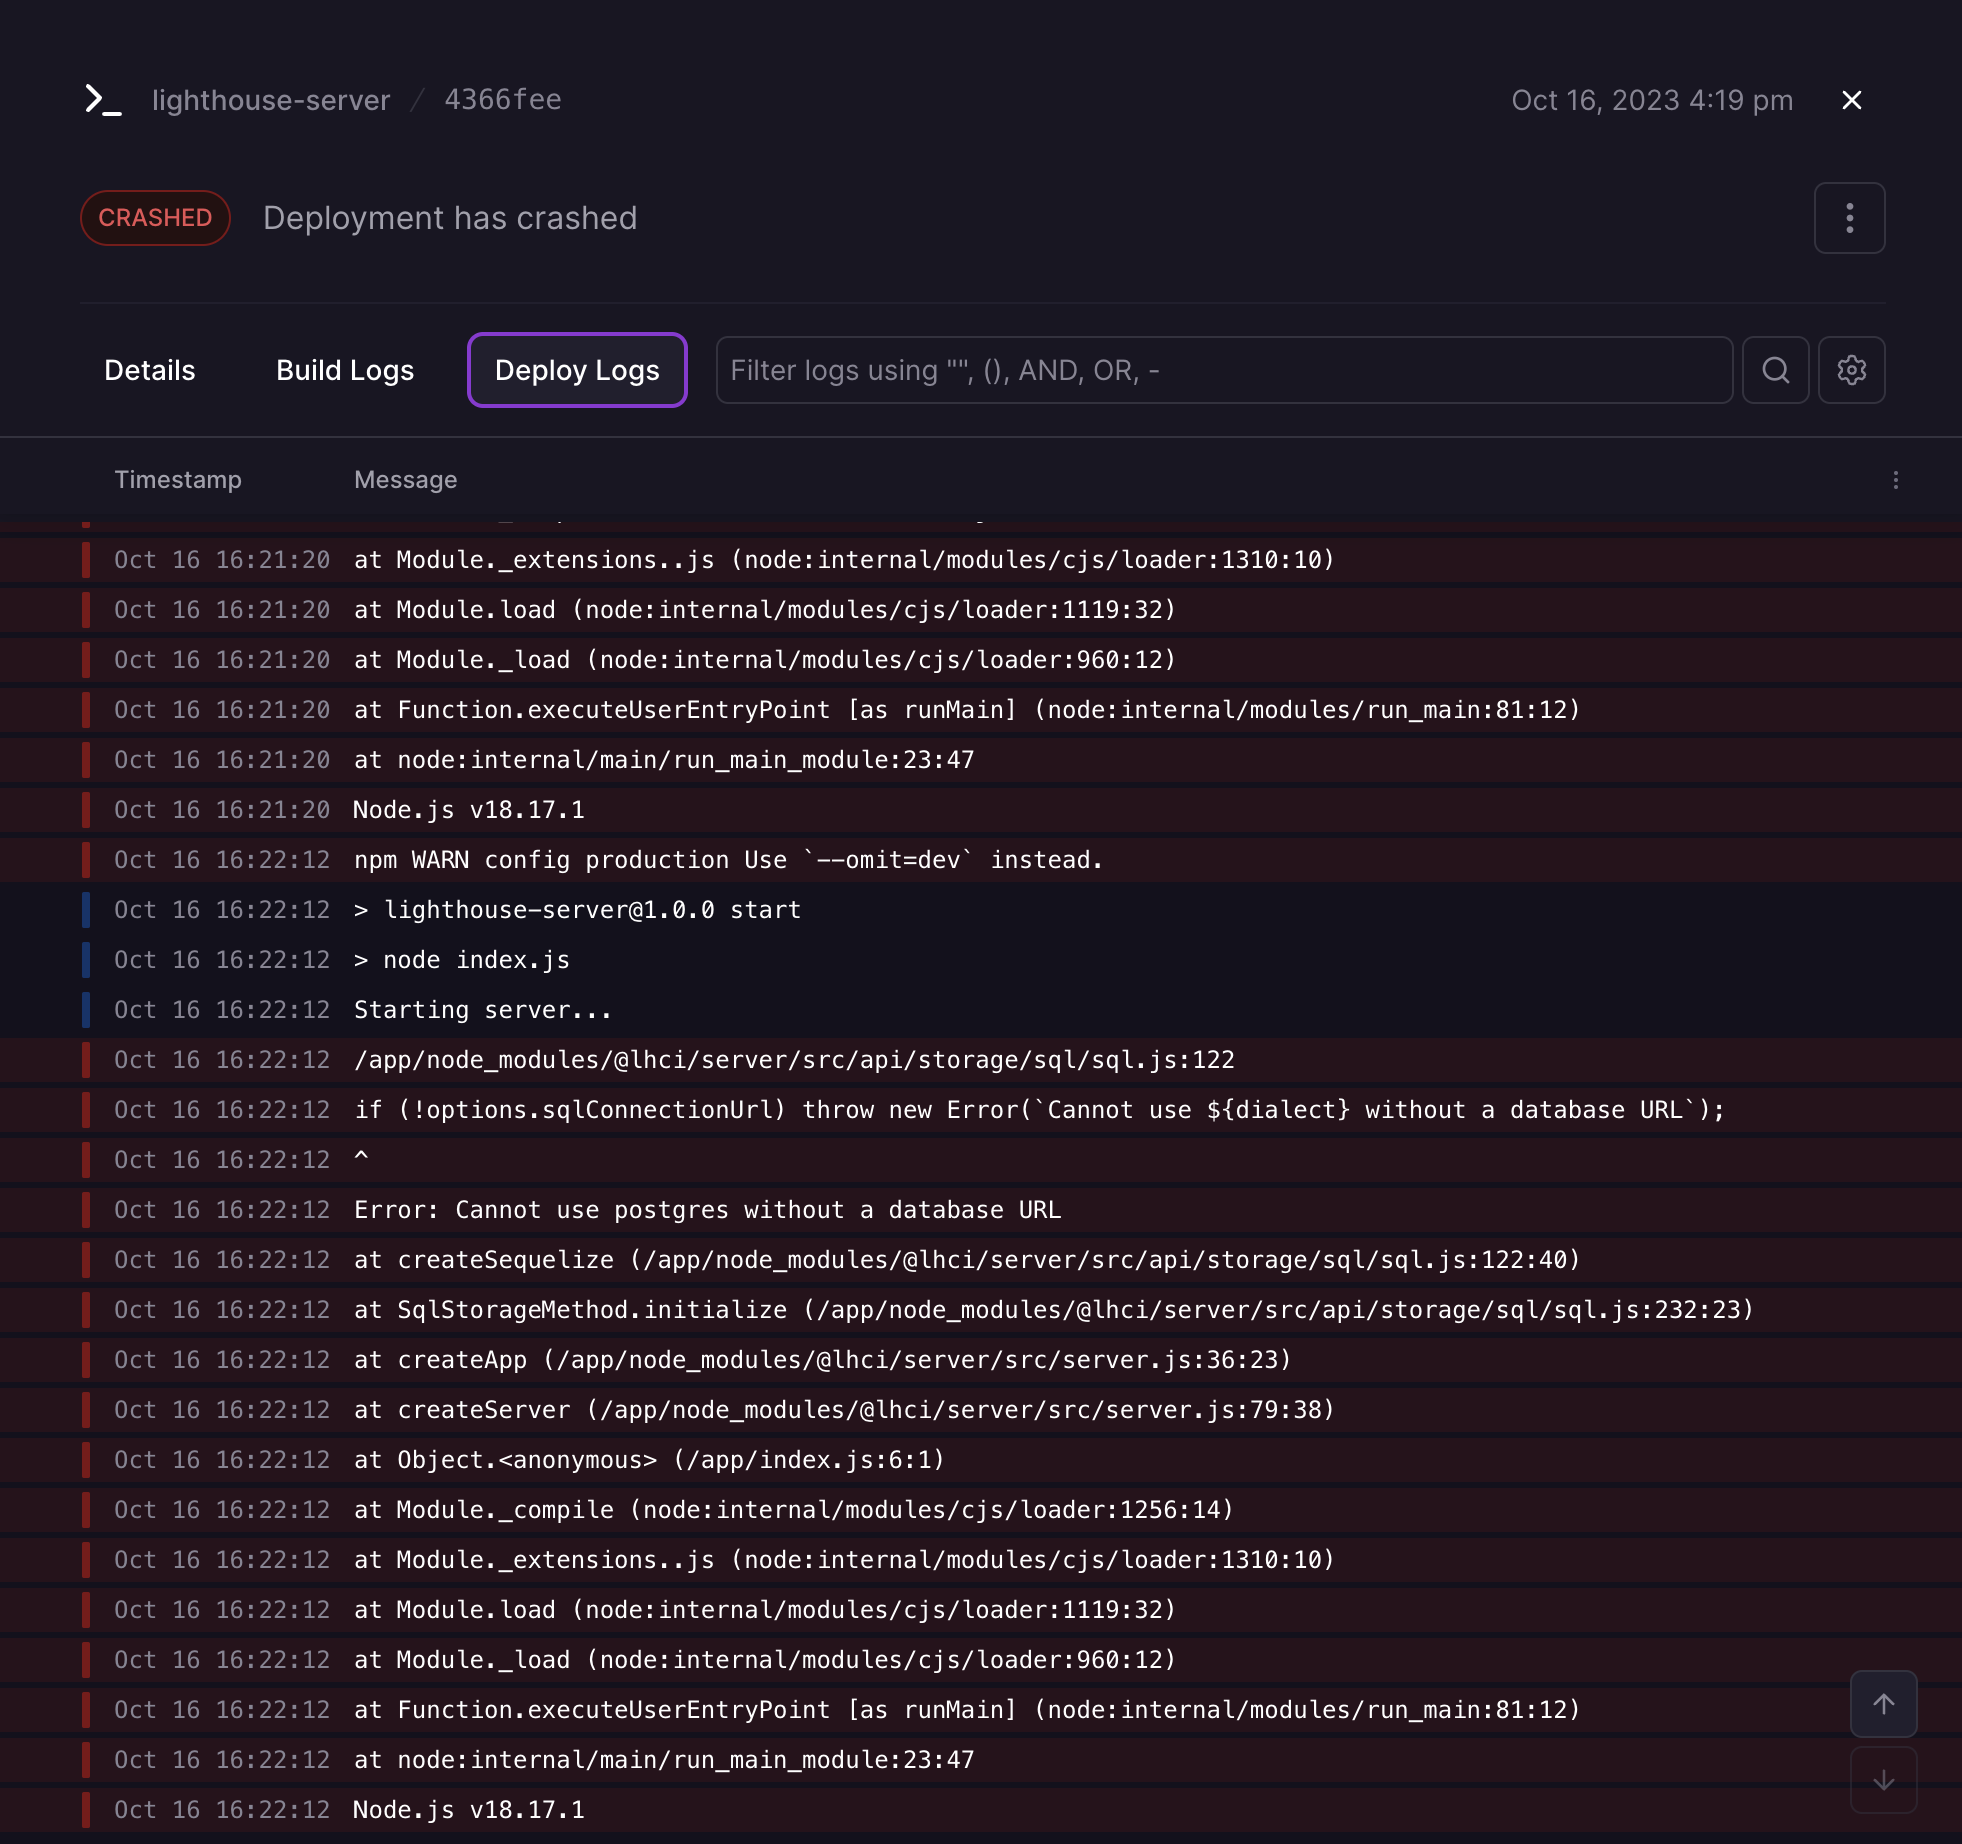 lighthouse-server / 4366fee
Oct 16, 2023 4:19 pm
CRASHED Deployment has crashed
Details Build Logs Deploy Logs Filter logs using "", (), AND, OR, -
Timestamp Message
Oct 16 16:21:20 at Module._extensions..js (node:internal/modules/cjs/loader:1310:10)
Oct 16 16:21:20 at Module.load (node:internal/modules/cjs/loader:1119:32)
Oct 16 16:21:20 at Module._load (node:internal/modules/cjs/loader:960:12)
Oct 16 16:21:20 at Function.executeUserEntryPoint [as runMain] (node:internal/modules/run_main:81:12)
Oct 16 16:21:20 at node:internal/main/run_main_module:23:47
Oct 16 16:21:20 Node.js v18.17.1
Oct 16 16:22:12 npm WARN config production Use `--omit=dev` instead.
Oct 16 16:22:12 > lighthouse-server@1.0.0 start
Oct 16 16:22:12 > node index.js
Oct 16 16:22:12 Starting server...
Oct 16 16:22:12 /app/node_modules/@lhci/server/src/api/storage/sql/sql.js:122
Oct 16 16:22:12 if (!options.sqlConnectionUrl) throw new Error(`Cannot use ${dialect} without a database URL`);
Oct 16 16:22:12 ^
Oct 16 16:22:12 Error: Cannot use postgres without a database URL
Oct 16 16:22:12 at createSequelize (/app/node_modules/@lhci/server/src/api/storage/sql/sql.js:122:40)
Oct 16 16:22:12 at SqlStorageMethod.initialize (/app/node_modules/@lhci/server/src/api/storage/sql/sql.js:232:23)
Oct 16 16:22:12 at createApp (/app/node_modules/@lhci/server/src/server.js:36:23)
Oct 16 16:22:12 at createServer (/app/node_modules/@lhci/server/src/server.js:79:38)
Oct 16 16:22:12 at Object.<anonymous> (/app/index.js:6:1)
Oct 16 16:22:12 at Module._compile (node:internal/modules/cjs/loader:1256:14)
Oct 16 16:22:12 at Module._extensions..js (node:internal/modules/cjs/loader:1310:10)
Oct 16 16:22:12 at Module.load (node:internal/modules/cjs/loader:1119:32)
Oct 16 16:22:12 at Module._load (node:internal/modules/cjs/loader:960:12)
Oct 16 16:22:12 at Function.executeUserEntryPoint [as runMain] (node:internal/modules/run_main:81:12)
Oct 16 16:22:12 at node:internal/main/run_main_module:23:47
Oct 16 16:22:12 Node.js v18.17.1